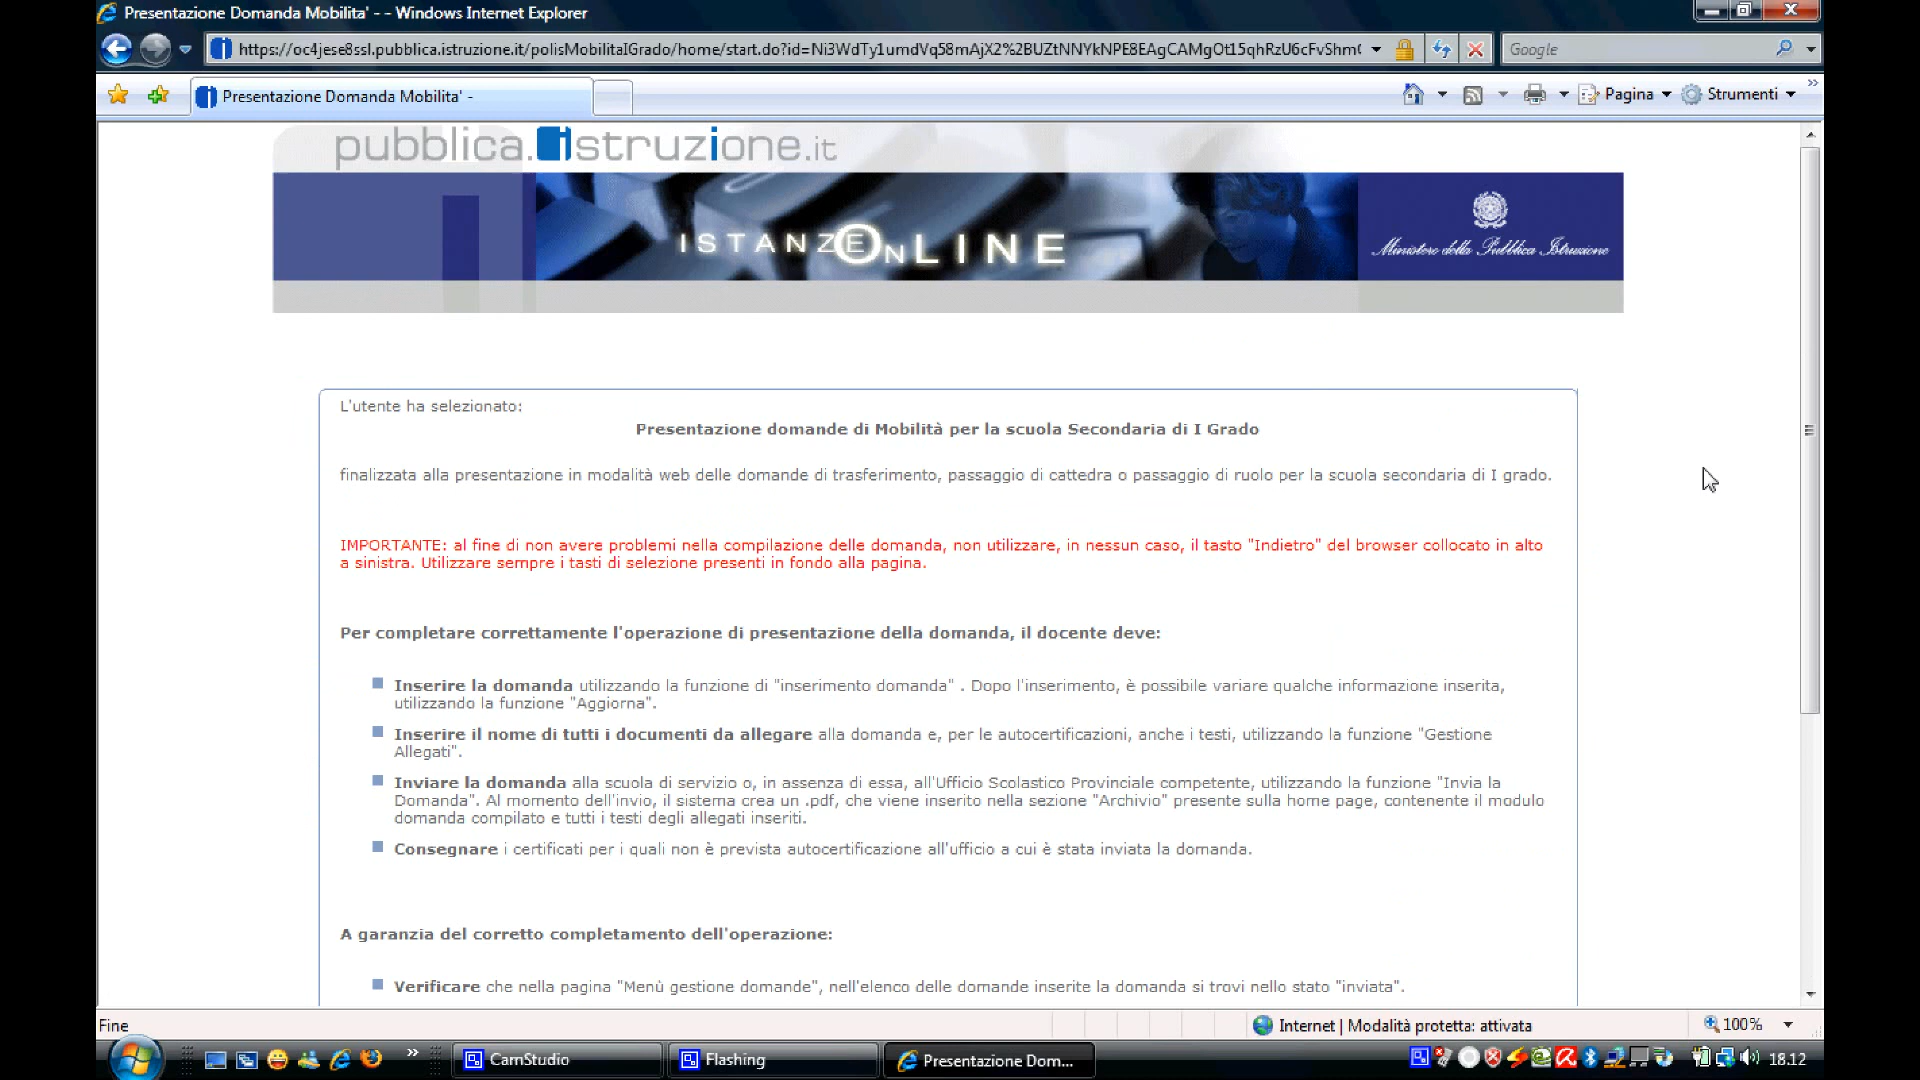 Presentazione Domanda Mobilita' - - Windows Internet Explorer
https://oc4jese8ssl.pubblica.istruzione.it/polisMobilitaIGrado/home/start.do?id=
Google
Presentazione Domanda Mobilita' -
Pagina
Strumenti
pubblica.istruzione.it
ISTANZE ON LINE
Ministero della Pubblica Istruzione
L'utente ha selezionato:
Presentazione domande di Mobilità per la scuola Secondaria di I Grado
finalizzata alla presentazione in modalità web delle domande di trasferimento, passaggio di cattedra o passaggio di ruolo per la scuola secondaria di I grado.
IMPORTANTE: al fine di non avere problemi nella compilazione delle domanda, non utilizzare, in nessun caso, il tasto "Indietro" del browser collocato in alto
a sinistra. Utilizzare sempre i tasti di selezione presenti in fondo alla pagina.
Per completare correttamente l'operazione di presentazione della domanda, il docente deve:
Inserire la domanda utilizzando la funzione di "inserimento domanda" . Dopo l'inserimento, è possibile variare qualche informazione inserita,
utilizzando la funzione "Aggiorna".
Inserire il nome di tutti i documenti da allegare alla domanda e, per le autocertificazioni, anche i testi, utilizzando la funzione "Gestione
Allegati".
Inviare la domanda alla scuola di servizio o, in assenza di essa, all'Ufficio Scolastico Provinciale competente, utilizzando la funzione "Invia la
Domanda". Al momento dell'invio, il sistema crea un .pdf, che viene inserito nella sezione "Archivio" presente sulla home page, contenente il modulo
domanda compilato e tutti i testi degli allegati inseriti.
Consegnare i certificati per i quali non è prevista autocertificazione all'ufficio a cui è stata inviata la domanda.
A garanzia del corretto completamento dell'operazione:
Verificare che nella pagina "Menù gestione domande", nell'elenco delle domande inserite la domanda si trovi nello stato "inviata".
Fine
Internet | Modalità protetta: attivata
100%
CamStudio
Flashing
Presentazione Dom...
18.12